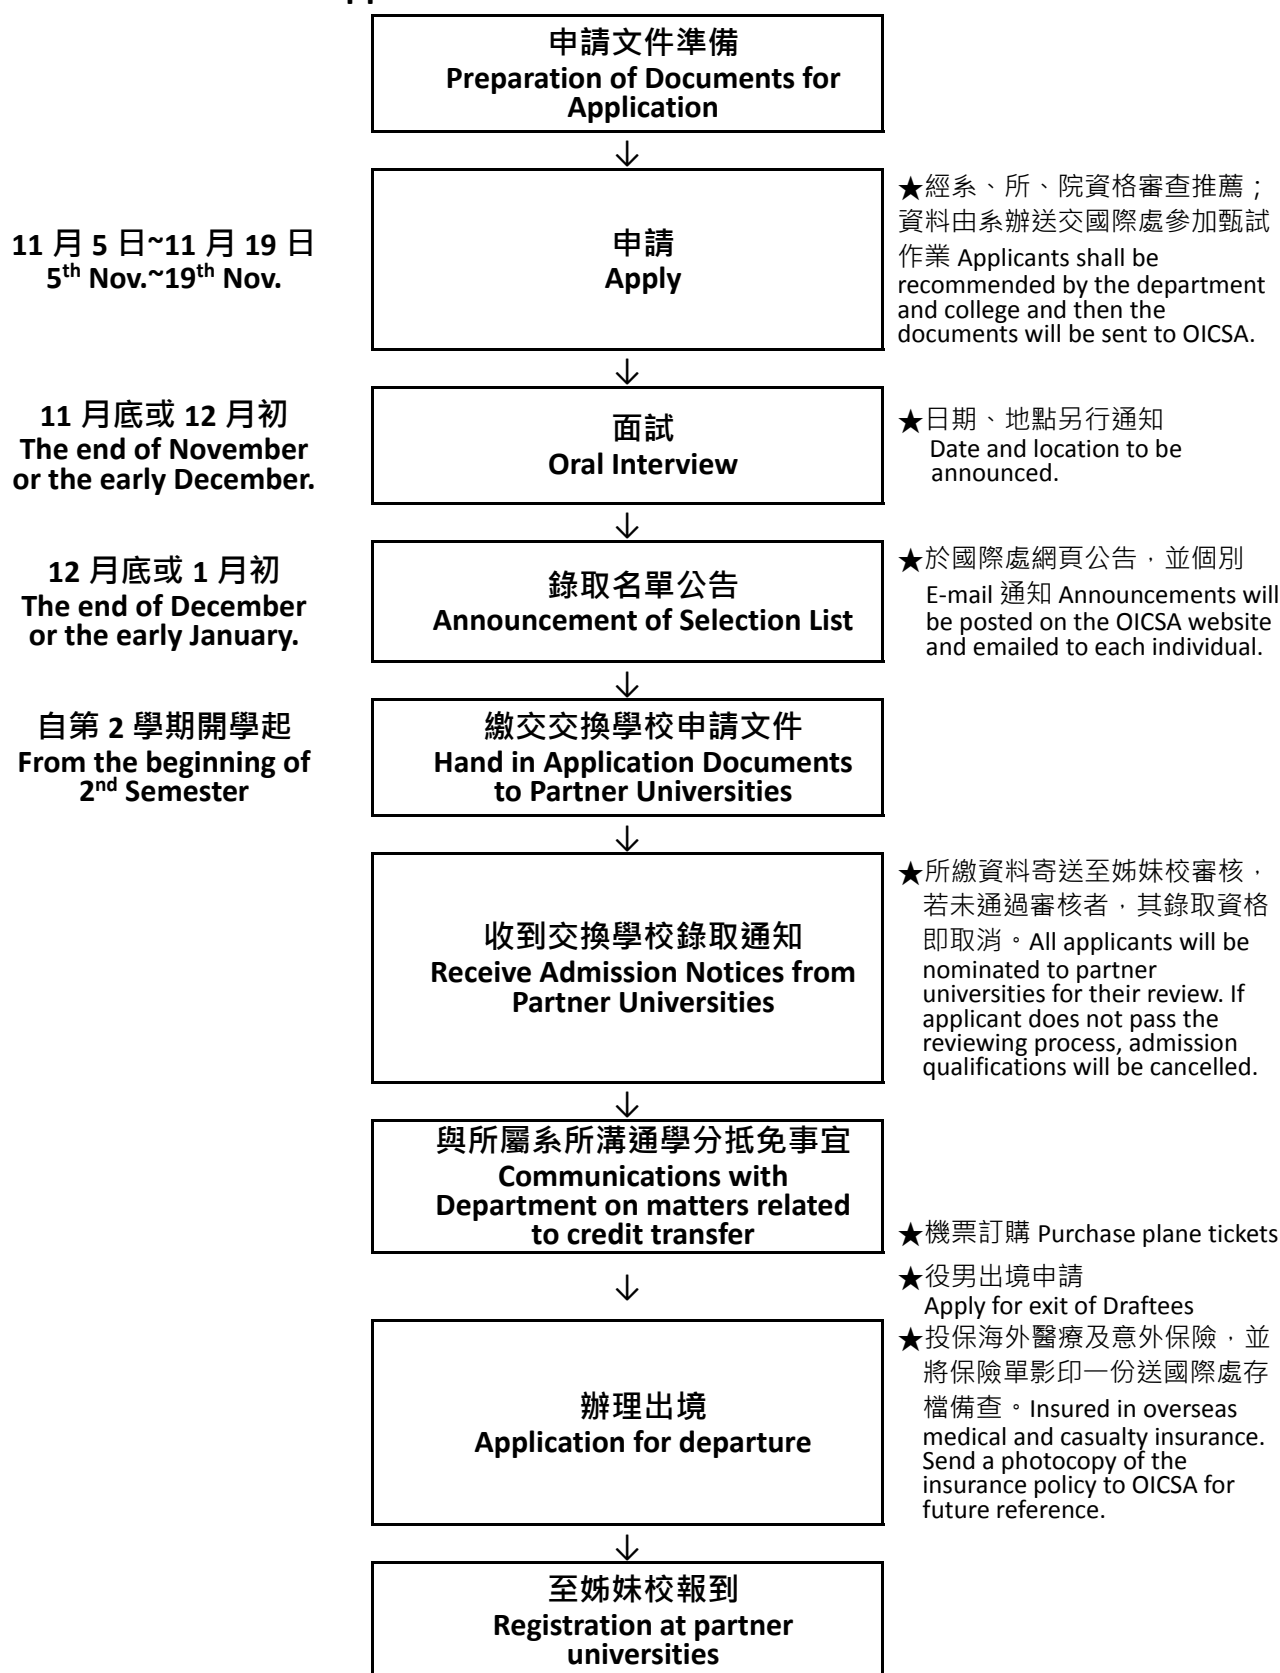 申請文件準備
Preparation of Documents for
Application
↓
11 月 5 日~11 月 19 日
5th Nov.~19th Nov.
申請
Apply
★經系、所、院資格審查推薦；
資料由系辦送交國際處參加甄試
作業 Applicants shall be
recommended by the department
and college and then the
documents will be sent to OICSA.
↓
11 月底或 12 月初
The end of November
or the early December.
面試
Oral Interview
★日期、地點另行通知
Date and location to be
announced.
↓
12 月底或 1 月初
The end of December
or the early January.
錄取名單公告
Announcement of Selection List
★於國際處網頁公告，並個別
E-mail 通知 Announcements will
be posted on the OICSA website
and emailed to each individual.
↓
自第 2 學期開學起
From the beginning of
2nd Semester
繳交交換學校申請文件
Hand in Application Documents
to Partner Universities
↓
收到交換學校錄取通知
Receive Admission Notices from
Partner Universities
★所繳資料寄送至姊妹校審核，
若未通過審核者，其錄取資格
即取消。All applicants will be
nominated to partner
universities for their review. If
applicant does not pass the
reviewing process, admission
qualifications will be cancelled.
↓
與所屬系所溝通學分抵免事宜
Communications with
Department on matters related
to credit transfer
↓
辦理出境
Application for departure
★機票訂購 Purchase plane tickets
★役男出境申請
Apply for exit of Draftees
★投保海外醫療及意外保險，並
將保險單影印一份送國際處存
檔備查。Insured in overseas
medical and casualty insurance.
Send a photocopy of the
insurance policy to OICSA for
future reference.
↓
至姊妹校報到
Registration at partner
universities